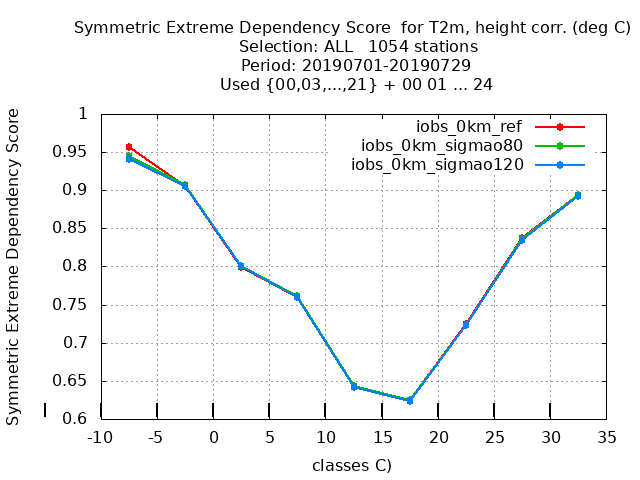 Symmetric Extreme Dependency Score  for T2m, height corr. (deg C)
Selection: ALL   1054 stations
Period: 20190701-20190729
Used {00,03,...,21} + 00 01 ... 24
Symmetric Extreme Dependency Score
1
0.95
0.9
0.85
0.8
0.75
0.7
0.65
0.6
iobs_0km_ref
iobs_0km_sigmao80
iobs_0km_sigmao120
-10 -5 0 5 10 15 20 25 30 35
classes C)